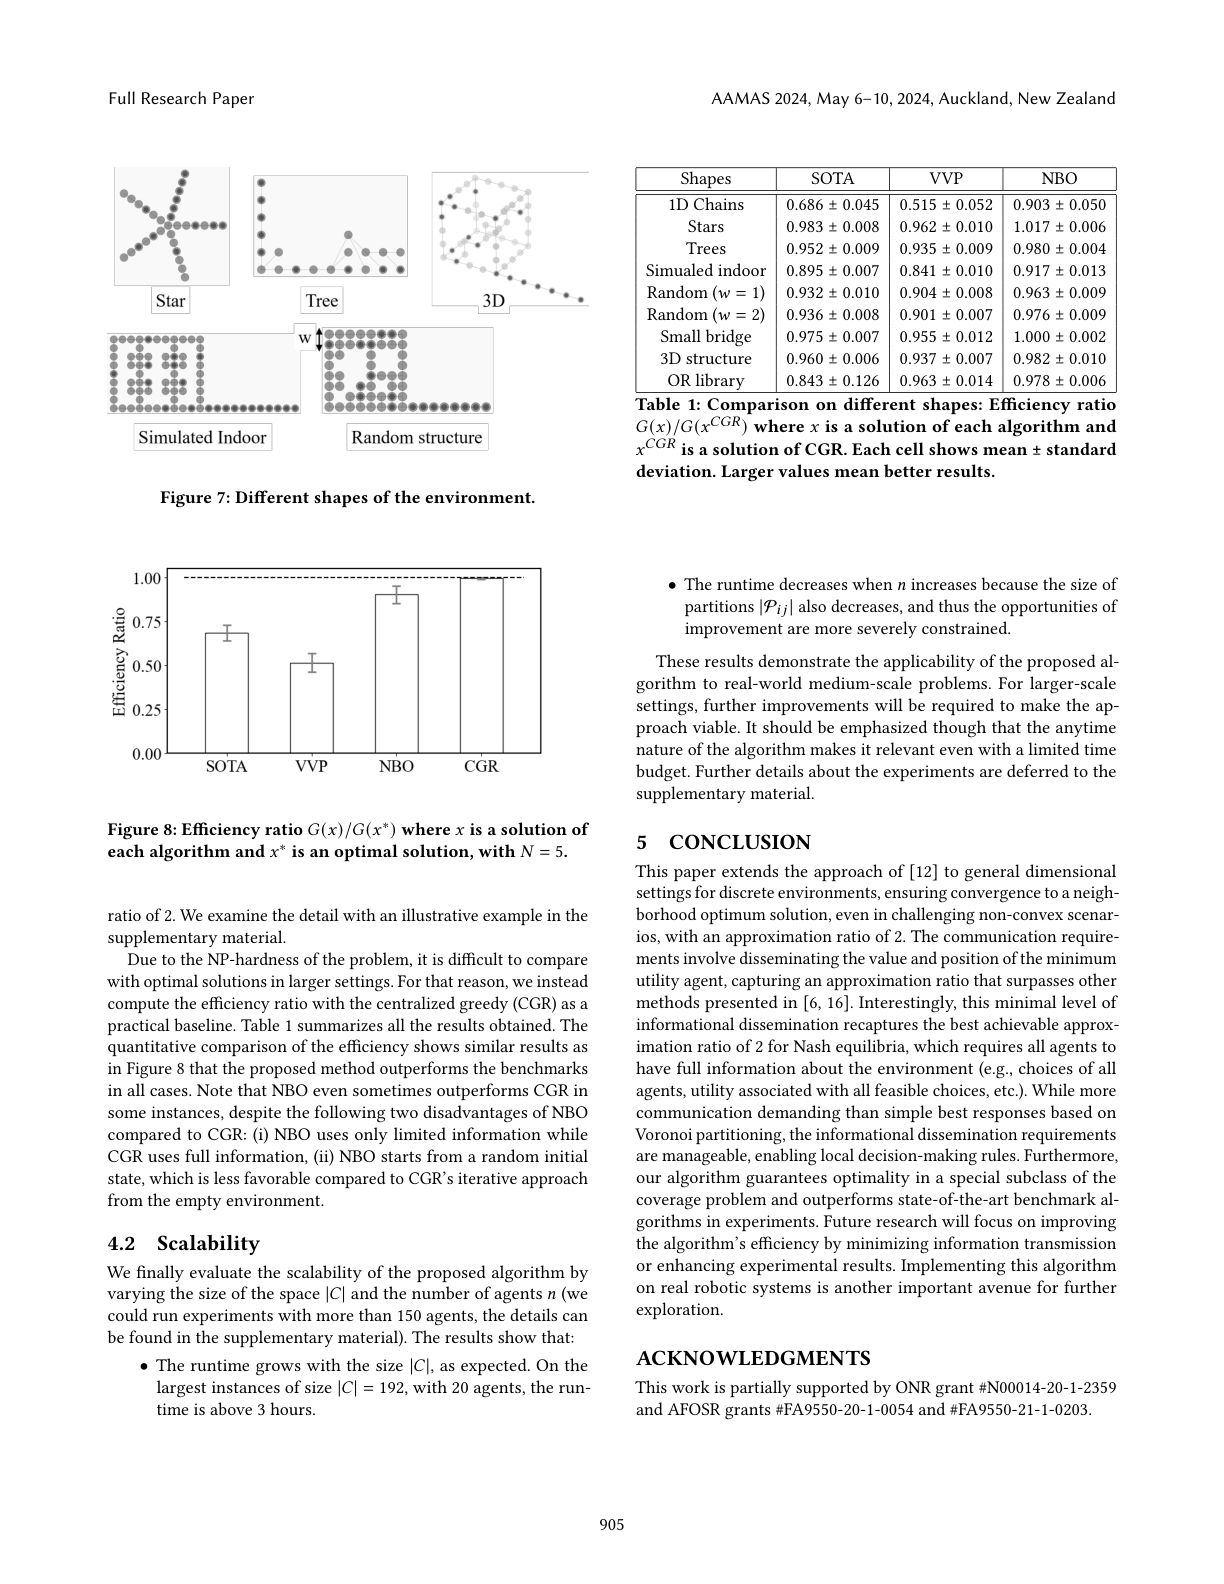 Full Research Paper
AAMAS 2024, May 6–10, 2024, Auckland, New Zealand
Star
Tree
3D
w
Simulated Indoor
Random structure
Figure 7: Different shapes of the environment.
1.00
0.75
0.50
0.25
0.00
Efficiency Ratio
SOTA VVP NBO CGR
Figure 8: Efficiency ratio G(x)/G(x*) where x is a solution of
each algorithm and x* is an optimal solution, with N = 5.
ratio of 2. We examine the detail with an illustrative example in the
supplementary material.
Due to the NP-hardness of the problem, it is difficult to compare
with optimal solutions in larger settings. For that reason, we instead
compute the efficiency ratio with the centralized greedy (CGR) as a
practical baseline. Table 1 summarizes all the results obtained. The
quantitative comparison of the efficiency shows similar results as
in Figure 8 that the proposed method outperforms the benchmarks
in all cases. Note that NBO even sometimes outperforms CGR in
some instances, despite the following two disadvantages of NBO
compared to CGR: (i) NBO uses only limited information while
CGR uses full information, (ii) NBO starts from a random initial
state, which is less favorable compared to CGR's iterative approach
from the empty environment.
4.2 Scalability
We finally evaluate the scalability of the proposed algorithm by
varying the size of the space |C| and the number of agents n (we
could run experiments with more than 150 agents, the details can
be found in the supplementary material). The results show that:
• The runtime grows with the size |C|, as expected. On the
largest instances of size |C| = 192, with 20 agents, the run-
time is above 3 hours.
Shapes SOTA VVP NBO
1D Chains 0.686 ± 0.045 0.515 ± 0.052 0.903 ± 0.050
Stars 0.983 ± 0.008 0.962 ± 0.010 1.017 ± 0.006
Trees 0.952 ± 0.009 0.935 ± 0.009 0.980 ± 0.004
Simualed indoor 0.895 ± 0.007 0.841 ± 0.010 0.917 ± 0.013
Random (w = 1) 0.932 ± 0.010 0.904 ± 0.008 0.963 ± 0.009
Random (w = 2) 0.936 ± 0.008 0.901 ± 0.007 0.976 ± 0.009
Small bridge 0.975 ± 0.007 0.955 ± 0.012 1.000 ± 0.002
3D structure 0.960 ± 0.006 0.937 ± 0.007 0.982 ± 0.010
OR library 0.843 ± 0.126 0.963 ± 0.014 0.978 ± 0.006
Table 1: Comparison on different shapes: Efficiency ratio
G(x)/G(x^CGR) where x is a solution of each algorithm and
x^CGR is a solution of CGR. Each cell shows mean ± standard
deviation. Larger values mean better results.
• The runtime decreases when n increases because the size of
partitions |𝒫ij| also decreases, and thus the opportunities of
improvement are more severely constrained.
These results demonstrate the applicability of the proposed al-
gorithm to real-world medium-scale problems. For larger-scale
settings, further improvements will be required to make the ap-
proach viable. It should be emphasized though that the anytime
nature of the algorithm makes it relevant even with a limited time
budget. Further details about the experiments are deferred to the
supplementary material.
5 CONCLUSION
This paper extends the approach of [12] to general dimensional
settings for discrete environments, ensuring convergence to a neigh-
borhood optimum solution, even in challenging non-convex scenar-
ios, with an approximation ratio of 2. The communication require-
ments involve disseminating the value and position of the minimum
utility agent, capturing an approximation ratio that surpasses other
methods presented in [6, 16]. Interestingly, this minimal level of
informational dissemination recaptures the best achievable approx-
imation ratio of 2 for Nash equilibria, which requires all agents to
have full information about the environment (e.g., choices of all
agents, utility associated with all feasible choices, etc.). While more
communication demanding than simple best responses based on
Voronoi partitioning, the informational dissemination requirements
are manageable, enabling local decision-making rules. Furthermore,
our algorithm guarantees optimality in a special subclass of the
coverage problem and outperforms state-of-the-art benchmark al-
gorithms in experiments. Future research will focus on improving
the algorithm's efficiency by minimizing information transmission
or enhancing experimental results. Implementing this algorithm
on real robotic systems is another important avenue for further
exploration.
ACKNOWLEDGMENTS
This work is partially supported by ONR grant #N00014-20-1-2359
and AFOSR grants #FA9550-20-1-0054 and #FA9550-21-1-0203.
905